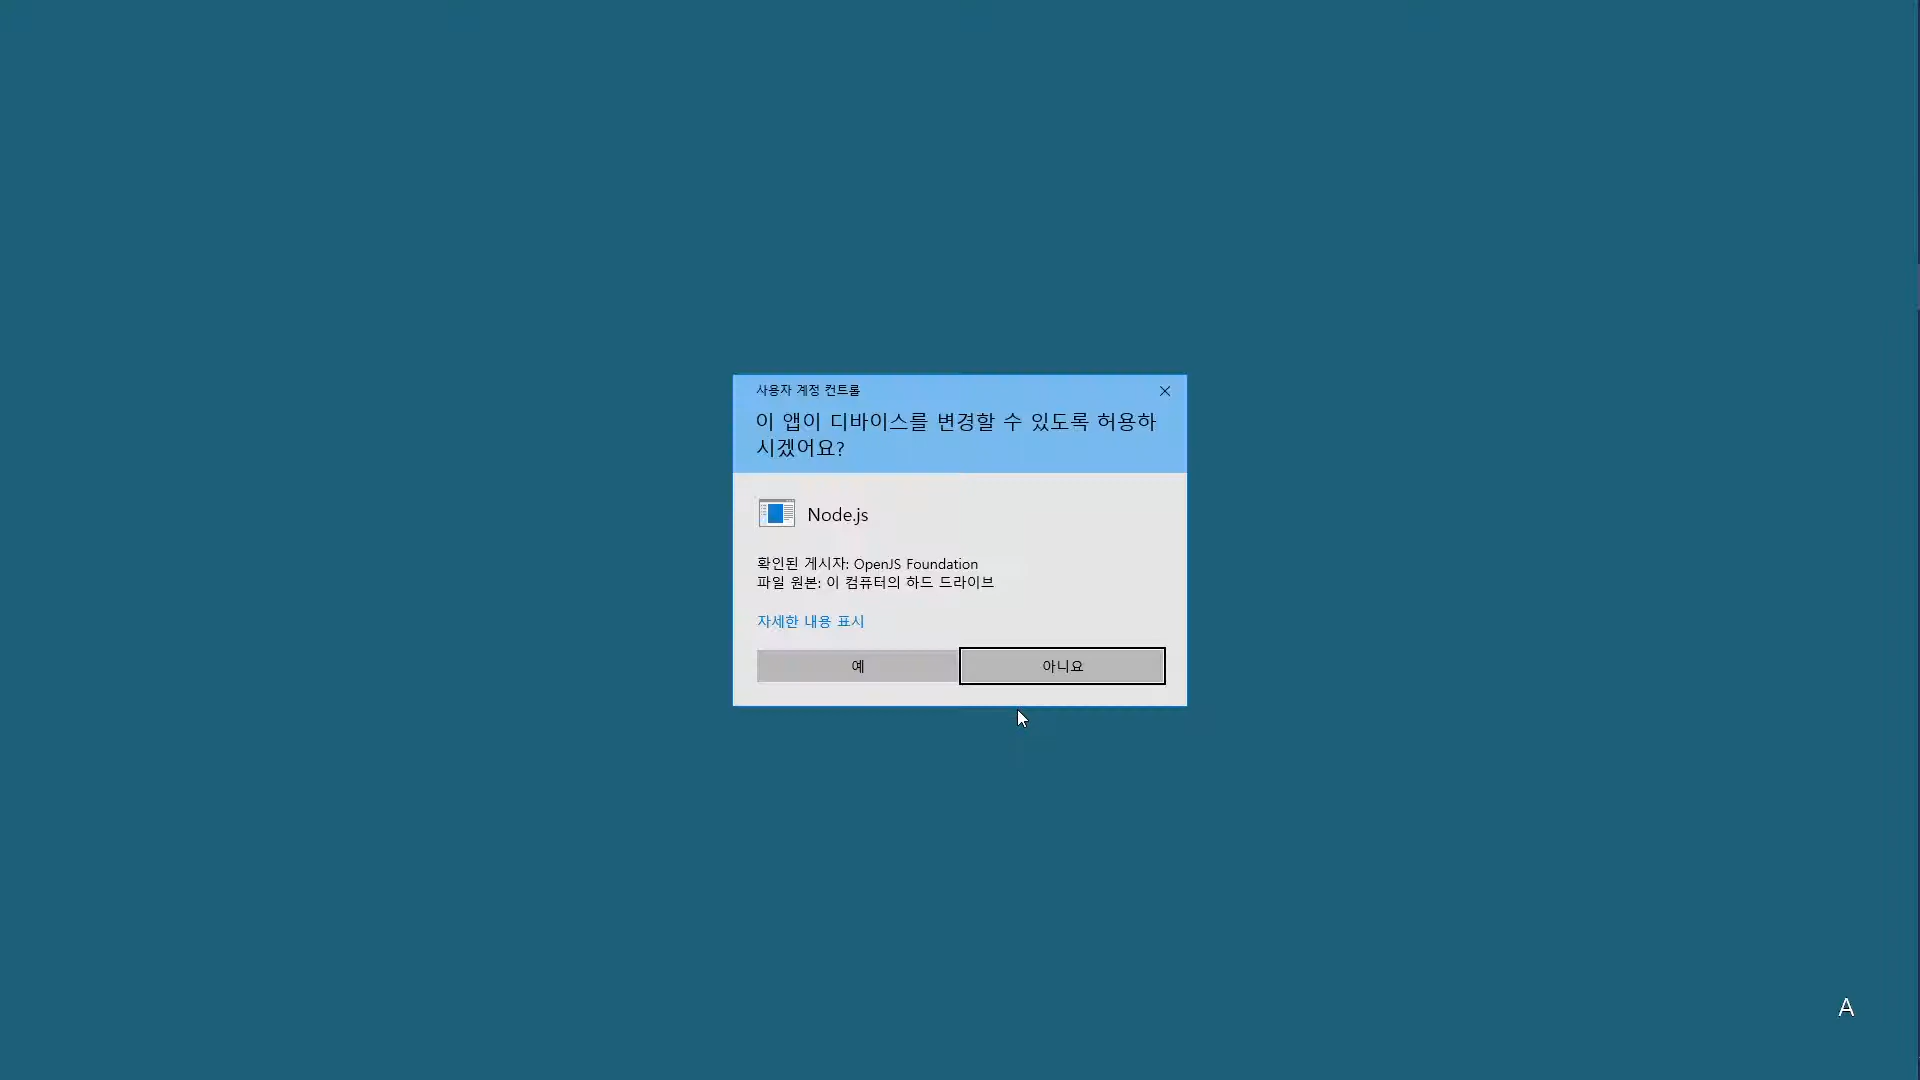 사용자 계정 컨트롤
이 앱이 디바이스를 변경할 수 있도록 허용하
시겠어요?
Node.js
확인된 게시자: OpenJS Foundation
파일 원본: 이 컴퓨터의 하드 드라이브
자세한 내용 표시
예
아니요
A